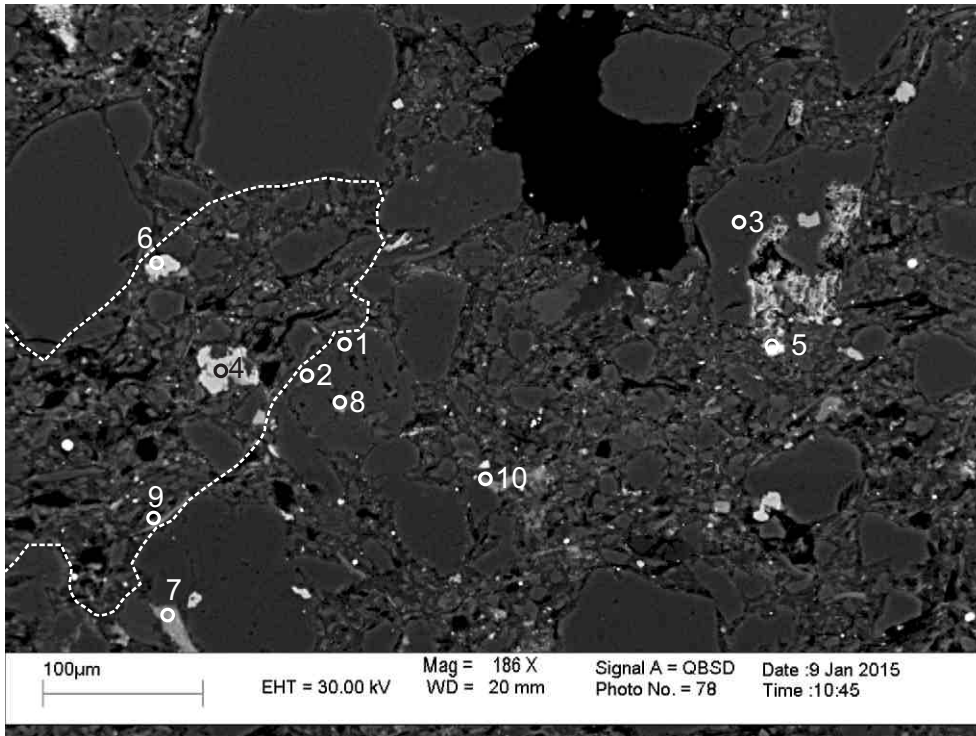 3
6
1
5
4
2
8
10
9
7
100µm
Mag = 186 X
Signal A = QBSD
Date :9 Jan 2015
EHT = 30.00 kV
WD = 20 mm
Photo No. = 78
Time :10:45